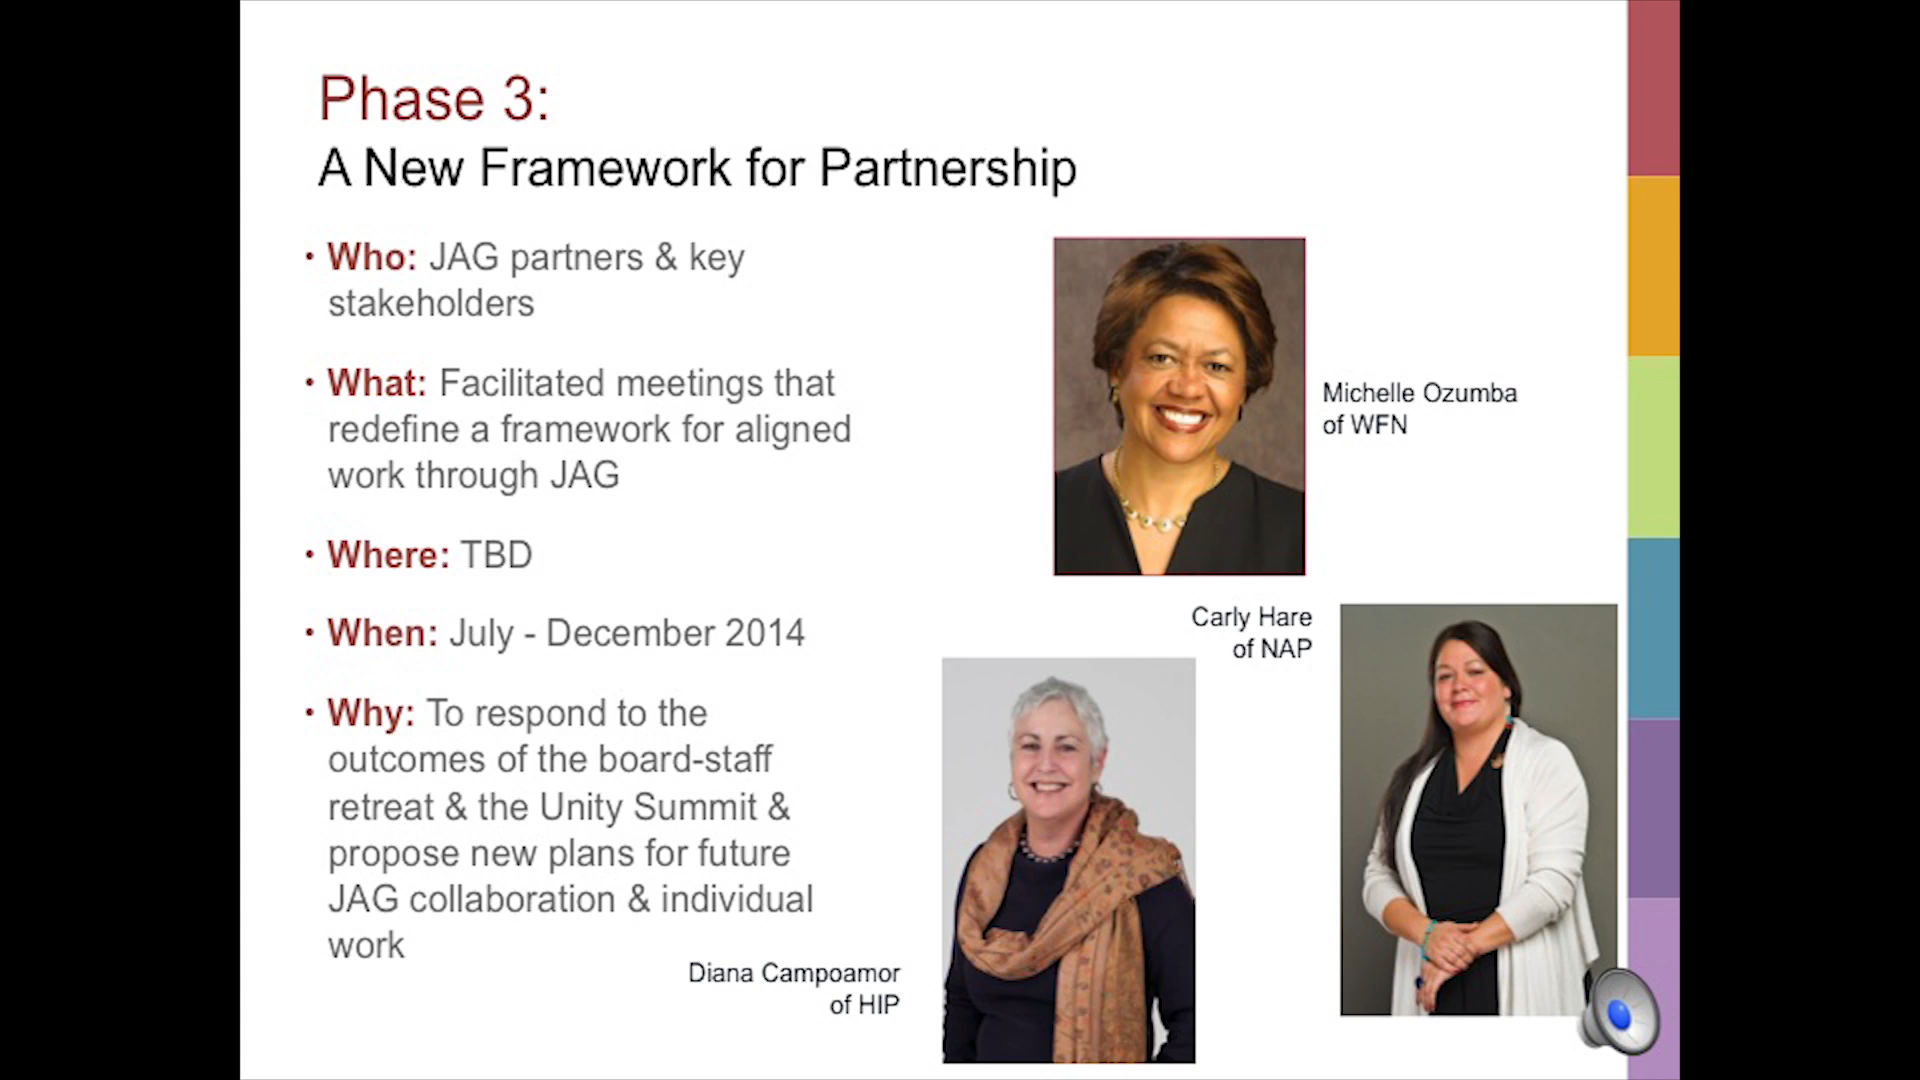 Phase 3:
A New Framework for Partnership
• Who: JAG partners & key
stakeholders
• What: Facilitated meetings that
redefine a framework for aligned
work through JAG
• Where: TBD
• When: July - December 2014
• Why: To respond to the
outcomes of the board-staff
retreat & the Unity Summit &
propose new plans for future
JAG collaboration & individual
work
Michelle Ozumba
of WFN
Carly Hare
of NAP
Diana Campoamor
of HIP